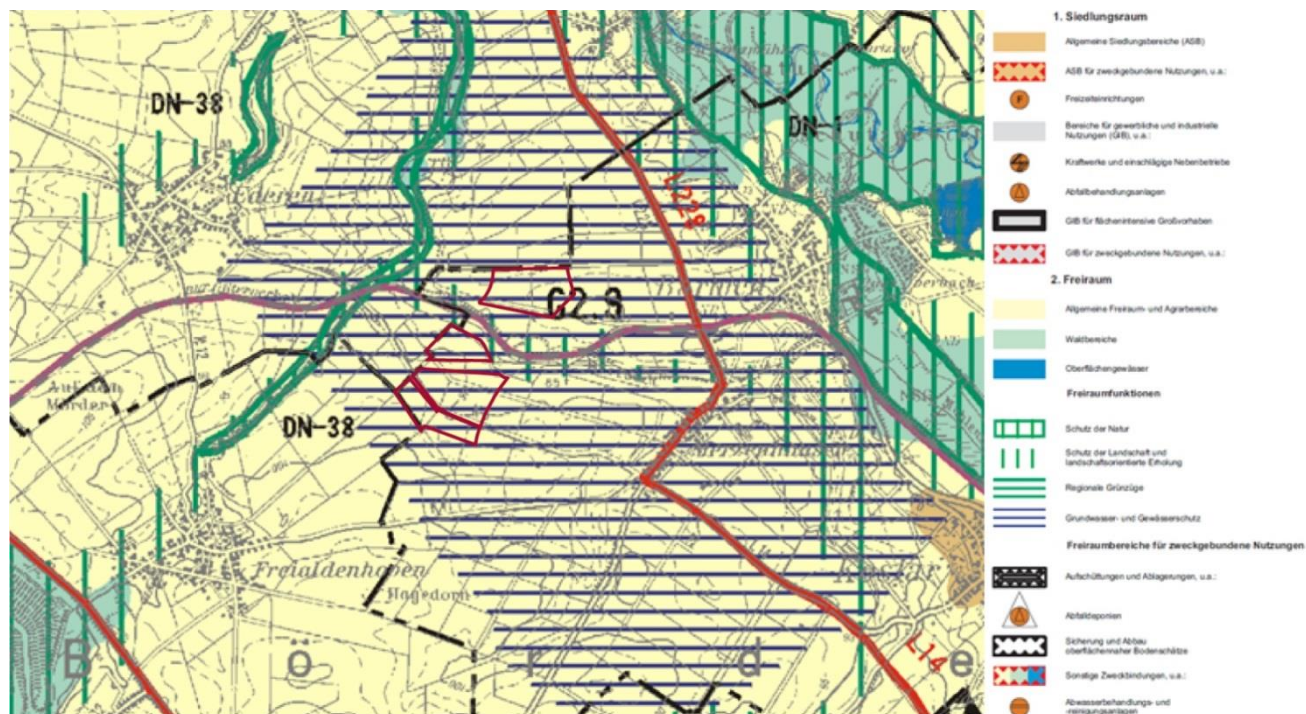 DN-38
DN-1
L228
G2.9
DN-38
Freialdenhoven
Hagedorn
B ö r d e
L14
1. Siedlungsraum
Allgemeine Siedlungsbereiche (ASB)
ASB für zweckgebundene Nutzungen, u.a.:
F
Freizeiteinrichtungen
Bereiche für gewerbliche und industrielle
Nutzungen (GIB), u.a.:
Kraftwerke und einschlägige Nebenbetriebe
Abfallbehandlungsanlagen
GIB für flächenintensive Großvorhaben
GIB für zweckgebundene Nutzungen, u.a.:
2. Freiraum
Allgemeine Freiraum- und Agrarbereiche
Waldbereiche
Oberflächengewässer
Freiraumfunktionen
Schutz der Natur
Schutz der Landschaft und
landschaftsorientierte Erholung
Regionale Grünzüge
Grundwasser- und Gewässerschutz
Freiraumbereiche für zweckgebundene Nutzungen
Aufschüttungen und Ablagerungen, u.a.:
Abfalldeponien
Sicherung und Abbau
oberflächennaher Bodenschätze
Sonstige Zweckbindungen, u.a.:
Abwasserbehandlungs- und
-reinigungsanlagen